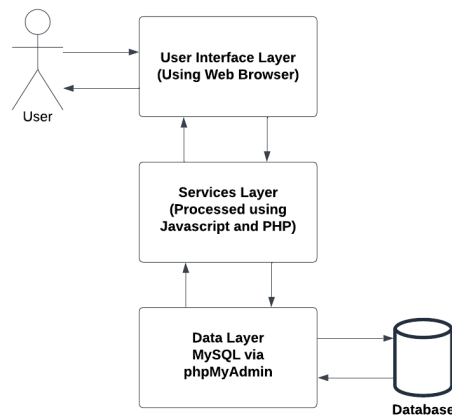 User Interface Layer
(Using Web Browser)
User
Services Layer
(Processed using
Javascript and PHP)
Data Layer
MySQL via
phpMyAdmin
Database